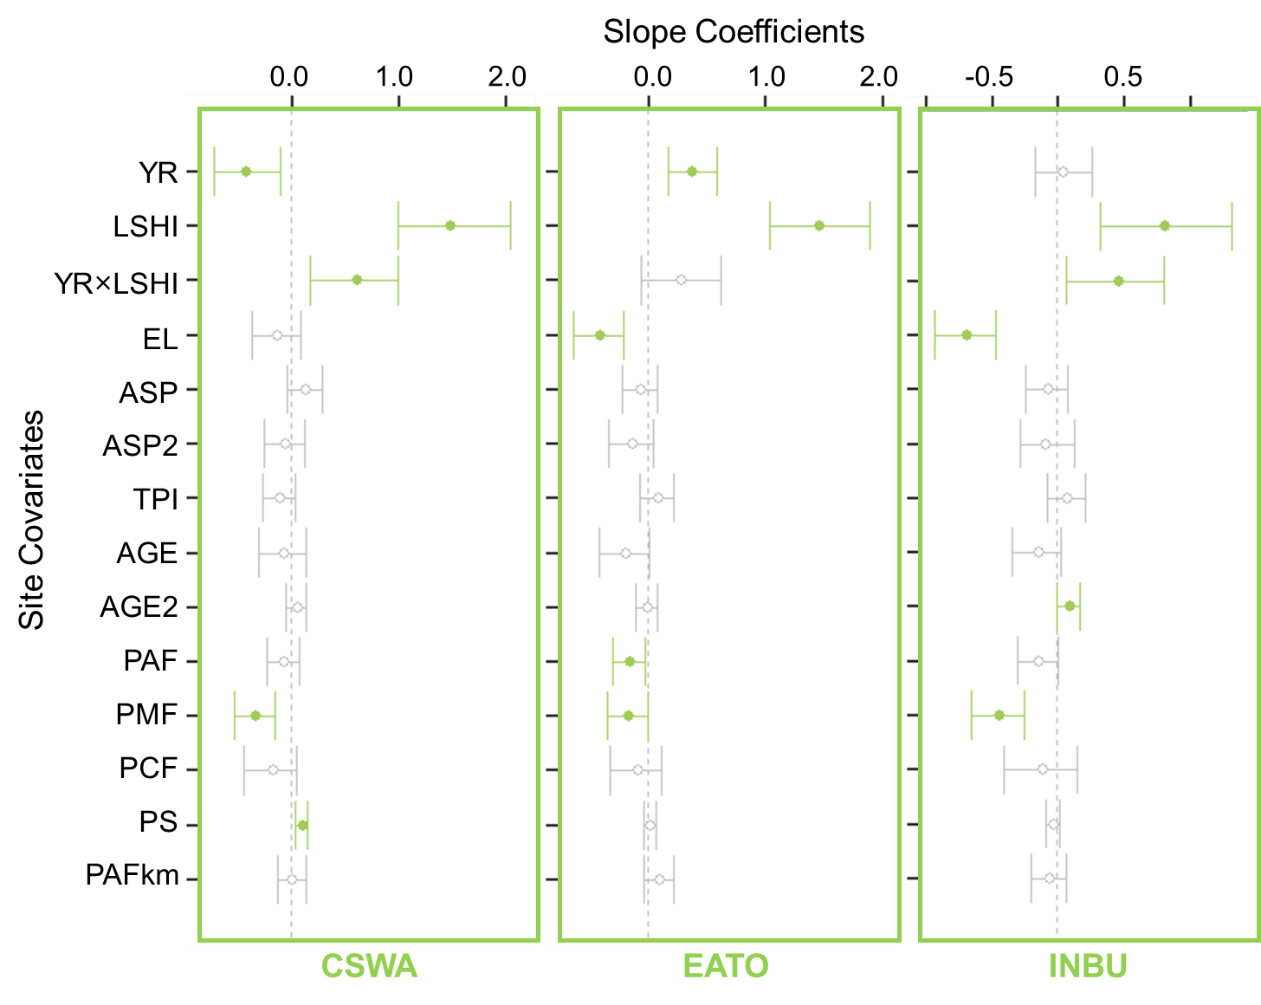 Slope Coefficients
0.0 1.0 2.0 0.0 1.0 2.0 -0.5 0.5
Site Covariates
YR
LSHI
YR×LSHI
EL
ASP
ASP2
TPI
AGE
AGE2
PAF
PMF
PCF
PS
PAFkm
CSWA EATO INBU